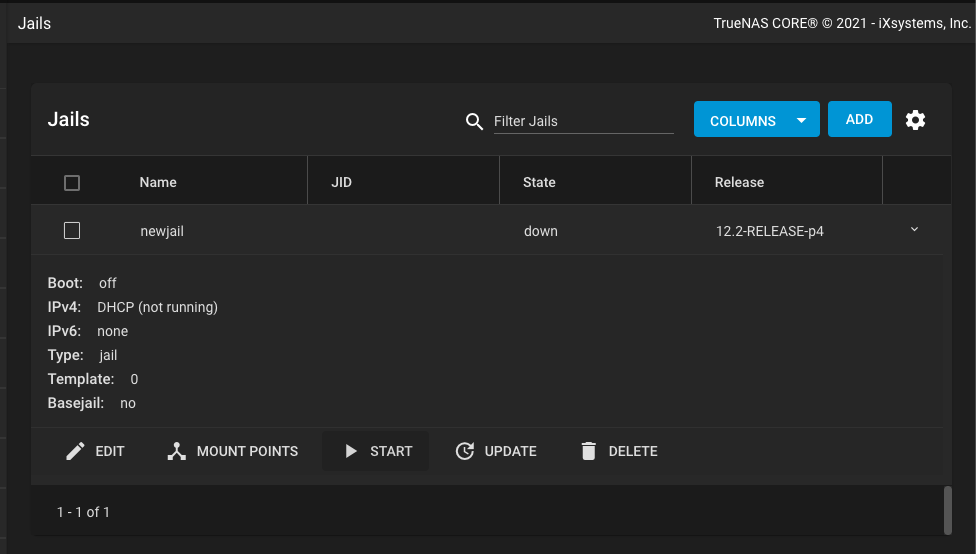 Jails TrueNAS CORE® © 2021 - iXsystems, Inc.
Jails Filter Jails COLUMNS ADD
Name JID State Release
newjail down 12.2-RELEASE-p4
Boot: off
IPv4: DHCP (not running)
IPv6: none
Type: jail
Template: 0
Basejail: no
EDIT MOUNT POINTS START UPDATE DELETE
1 - 1 of 1